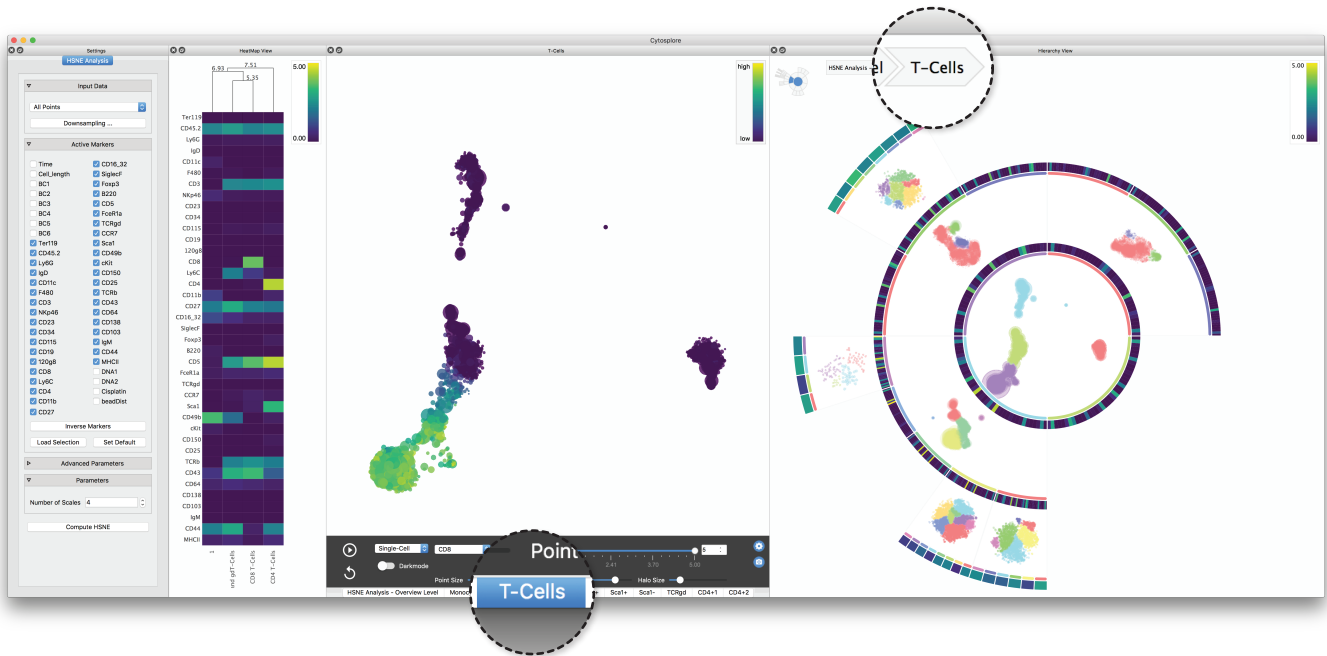 Cytosplore
Settings
HSNE Analysis
Input Data
All Points
Downsampling ...
Active Markers
Time
Cell_length
BC1
BC2
BC3
BC4
BC5
BC6
Ter119
CD45.2
Ly6G
IgD
CD11c
F480
CD3
NKp46
CD23
CD34
CD115
CD19
120g8
CD8
Ly6C
CD4
CD11b
CD27
CD16_32
SiglecF
Foxp3
B220
CD5
FceR1a
TCRgd
CCR7
Sca1
CD49b
cKit
CD150
CD25
TCRb
CD43
CD64
CD138
CD103
IgM
CD44
MHCII
DNA1
DNA2
Cisplatin
beadDist
Inverse Markers
Load Selection Set Default
Advanced Parameters
Parameters
Number of Scales 4
Compute HSNE
HeatMap View
7.51
6.93
5.35
5.00
0.00
Ter119
CD45.2
Ly6G
IgD
CD11c
F480
CD3
NKp46
CD23
CD34
CD115
CD19
120g8
CD8
Ly6C
CD4
CD11b
CD27
CD16_32
SiglecF
Foxp3
B220
CD5
FceR1a
TCRgd
CCR7
Sca1
CD49b
cKit
CD150
CD25
TCRb
CD43
CD64
CD138
CD103
IgM
CD44
MHCII
1
ind gdT-Cells
CD8 T-Cells
CD4 T-Cells
T-Cells
high
low
Single-Cell CD8
Darkmode
Point
2.41 3.70 5.00
5
Point Size Halo Size
HSNE Analysis - Overview Level Monoc
T-Cells
Sca1+ Sca1- TCRgd CD4+1 CD4+2
Hierarchy View
HSNE Analysis
el T-Cells
5.00
0.00